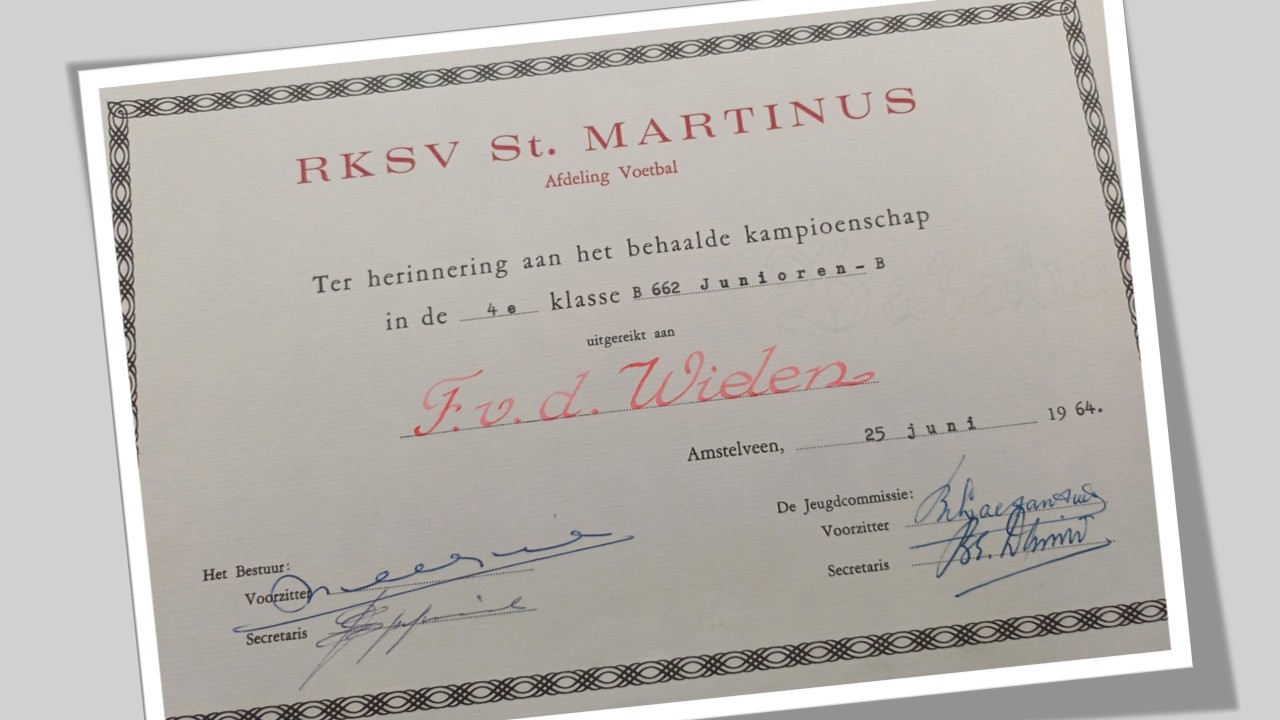 RKSV St. MARTINUS
Afdeling Voetbal
Ter herinnering aan het behaalde kampioenschap
in de 4e klasse B 662 Junioren-B
uitgereikt aan
F. v. d. Wielen
Amstelveen, 25 juni 1964.
De Jeugdcommissie:
Voorzitter
Secretaris
Het Bestuur:
Voorzitter
Secretaris